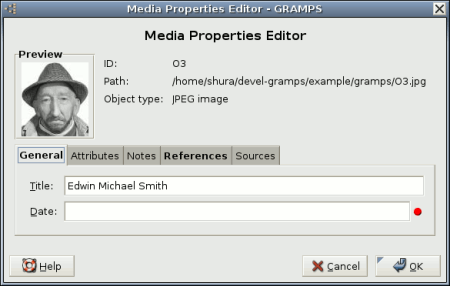 Media Properties Editor - GRAMPS
Media Properties Editor
Preview
ID: O3
Path: /home/shura/devel-gramps/example/gramps/O3.jpg
Object type: JPEG image
General Attributes Notes References Sources
Title: Edwin Michael Smith
Date:
Help Cancel OK